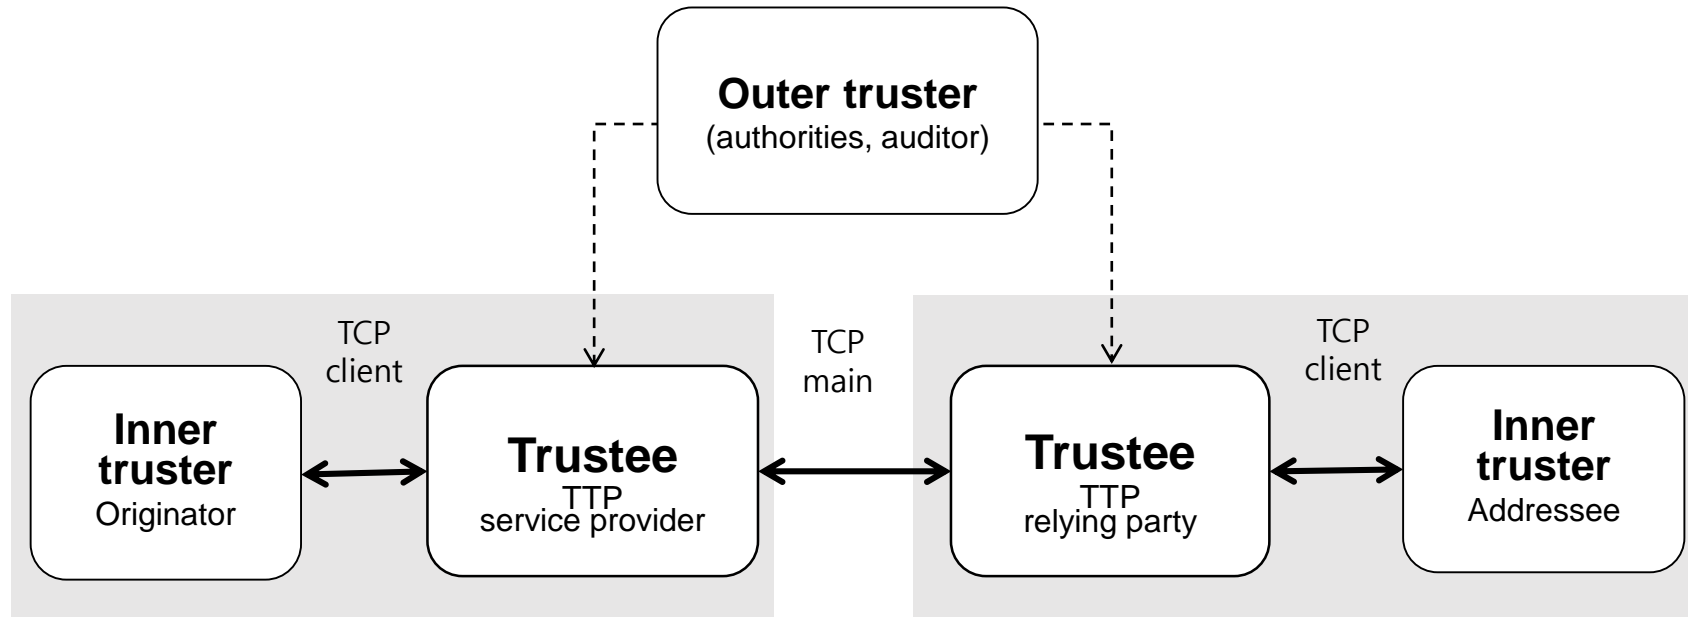 Outer truster
(authorities, auditor)
TCP
client
TCP
main
TCP
client
Inner
truster
Originator
Trustee
TTP
service provider
Trustee
TTP
relying party
Inner
truster
Addressee